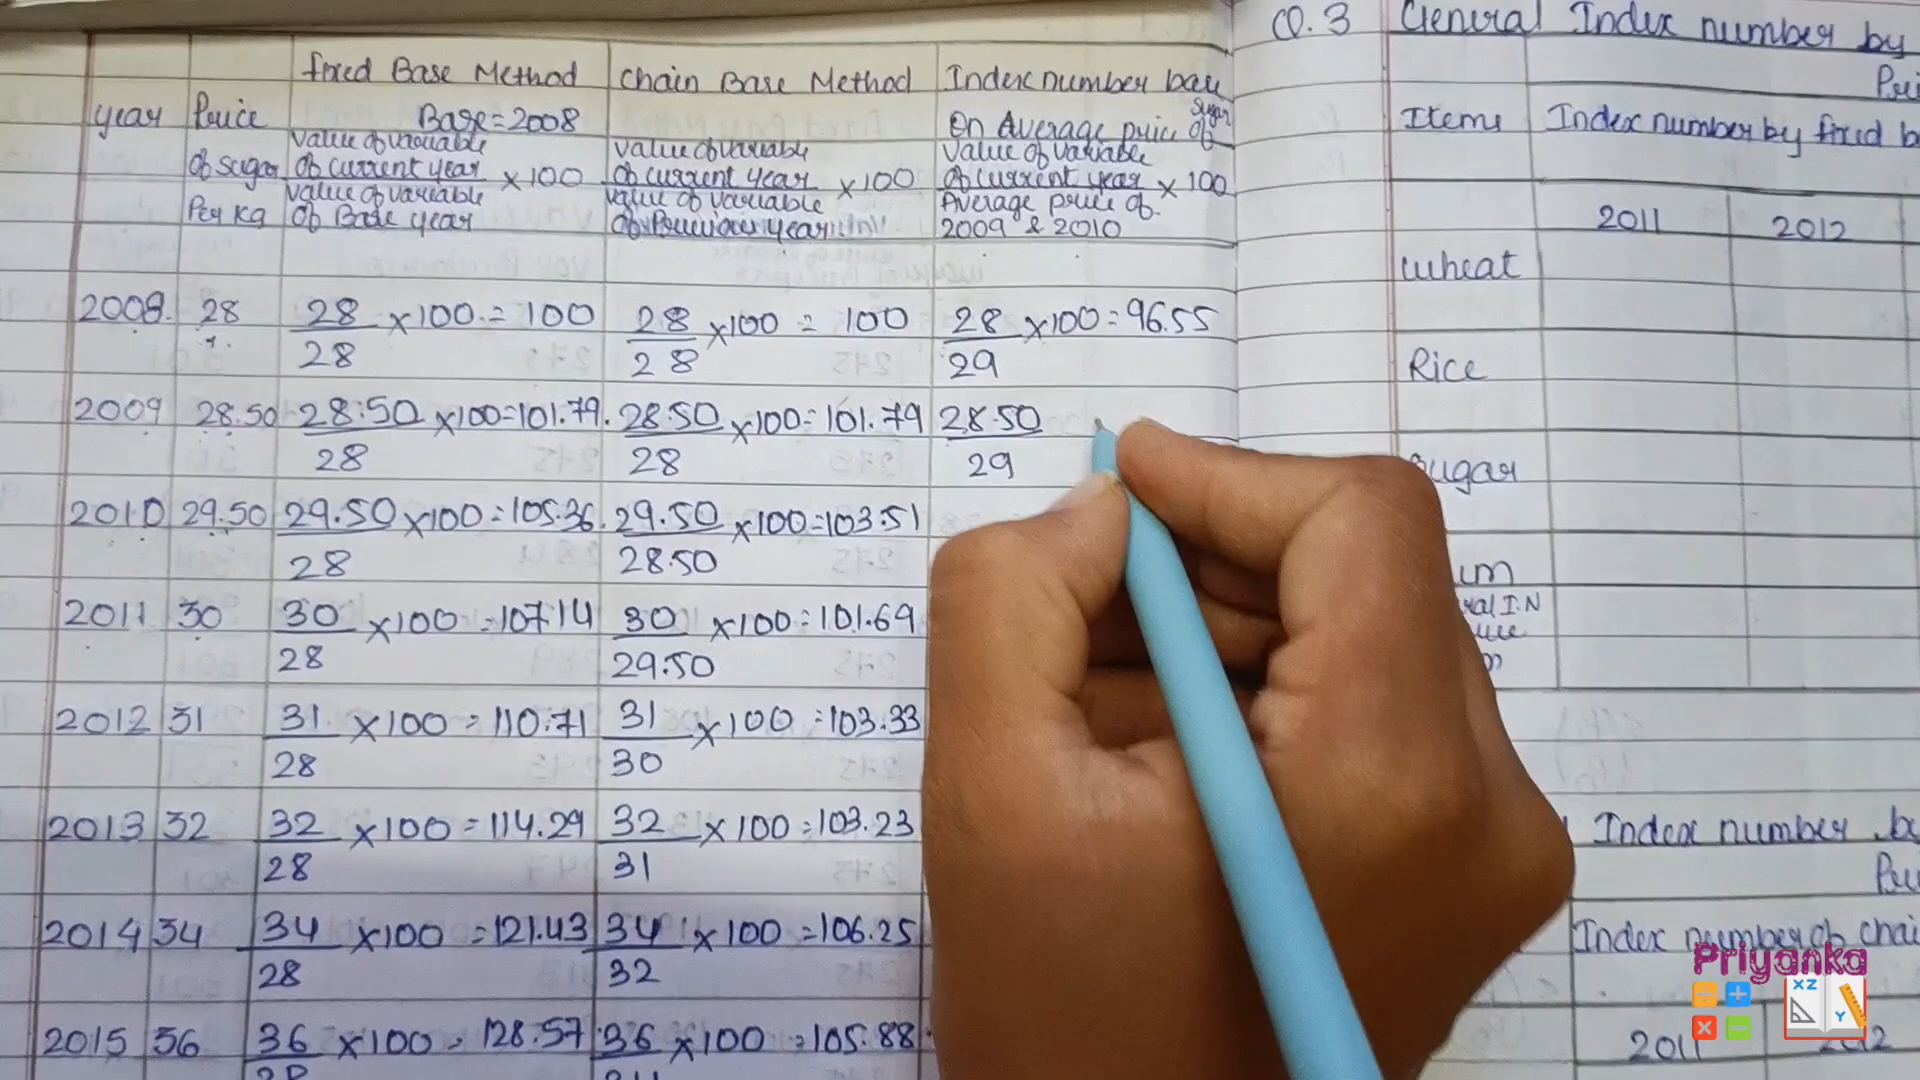 fixed Base Method
Chain Base Method
Index number base
year
Price of sugar Per Kg
Base=2008
On Average price of sugar
value of variable
of current year × 100
value of variable
of Base year
value of variable
of current year × 100
value of variable
of Previous year
value of variable
of current year × 100
Average price of
2009 & 2010
2008. 28 28 ×100 = 100 28 ×100 = 100 28 ×100 = 96.55
28 28 29
2009 28.50 28.50 ×100=101.79. 28.50 ×100=101.79 28.50
28 28 29
2010 29.50 29.50 ×100=105.36. 29.50 ×100=103.51
28 28.50
2011 30 30 ×100 =107.14 30 ×100=101.69
28 29.50
2012 31 31 ×100 =110.71 31 ×100 =103.33
28 30
2013 32 32 ×100 =114.29 32 ×100=103.23
28 31
2014 34 34 ×100 =121.43 34 ×100 =106.25
28 32
2015 36 36 ×100 = 128.57 36 ×100 =105.88
Q.3 General Index number by
Items Index number by fixed b
2011 2012
Wheat
Rice
Sugar
I.N
Index number
Index number of chai
2011 2012
Priyanka
XZ
Y